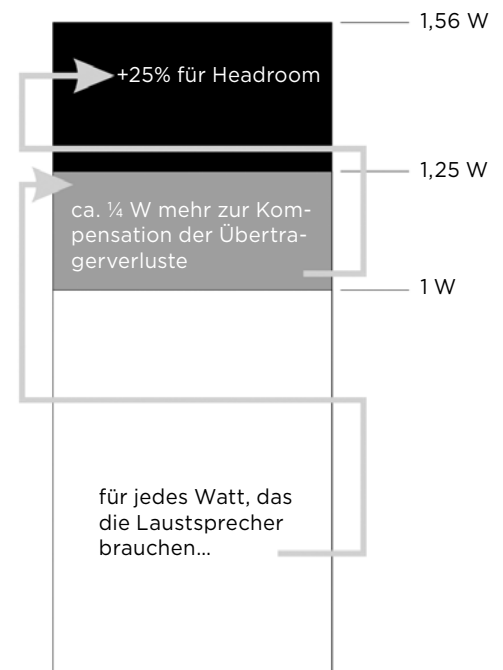 1,56 W
+25% für Headroom
1,25 W
ca. ¼ W mehr zur Kom-
pensation der Übertra-
gerverluste
1 W
für jedes Watt, das
die Laustsprecher
brauchen...